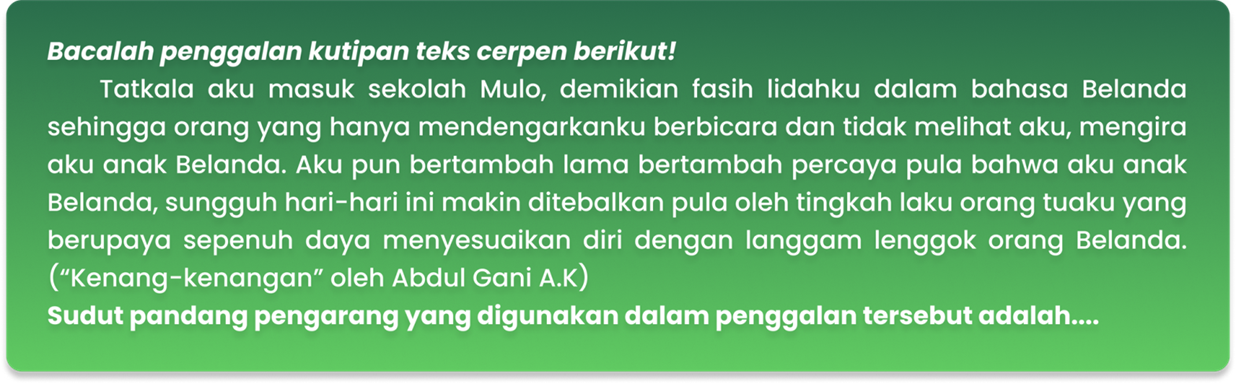 Bacalah penggalan kutipan teks cerpen berikut!
Tatkala aku masuk sekolah Mulo, demikian fasih lidahku dalam bahasa Belanda
sehingga orang yang hanya mendengarkanku berbicara dan tidak melihat aku, mengira
aku anak Belanda. Aku pun bertambah lama bertambah percaya pula bahwa aku anak
Belanda, sungguh hari-hari ini makin ditebalkan pula oleh tingkah laku orang tuaku yang
berupaya sepenuh daya menyesuaikan diri dengan langgam lenggok orang Belanda.
(“Kenang-kenangan” oleh Abdul Gani A.K)
Sudut pandang pengarang yang digunakan dalam penggalan tersebut adalah....